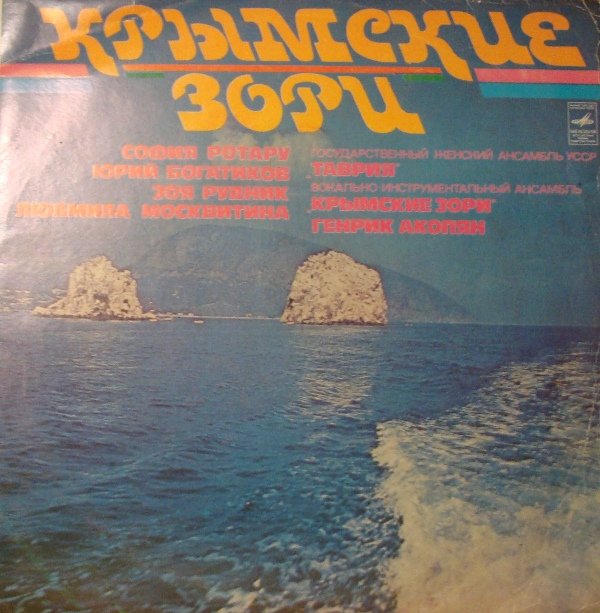 КРЫМСКИЕ
ЗОРИ
СОФИЯ РОТАРУ
ЮРИЙ БОГАТИКОВ
ЗОЯ РУДНИК
ЛЮДМИЛА МОСКВИТИНА
ГОСУДАРСТВЕННЫЙ ЖЕНСКИЙ АНСАМБЛЬ УССР
"ТАВРИЯ"
ВОКАЛЬНО-ИНСТРУМЕНТАЛЬНЫЙ АНСАМБЛЬ
"КРЫМСКИЕ ЗОРИ"
ГЕНРИК АКОПЯН